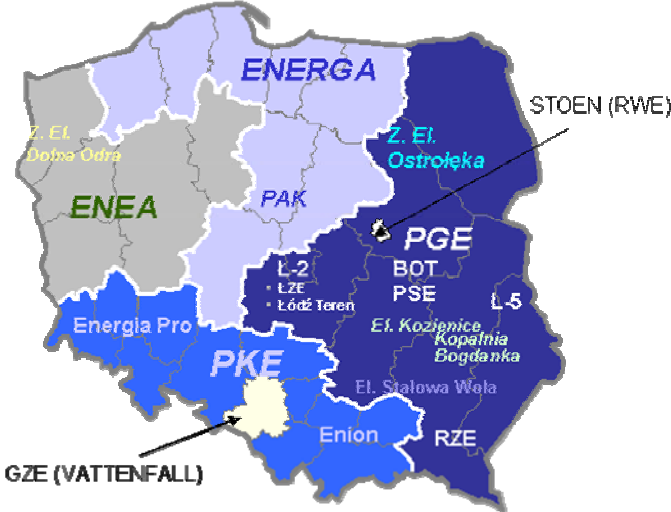 ENERGA
STOEN (RWE)
Z. El.
Dolna Odra
Z. El.
Ostrołęka
ENEA
PAK
PGE
Ł-2
• ŁZE
• Łódź Teren
BOT
PSE
L-5
El. Kozienice
Kopalnia
Bogdanka
Energia Pro
PKE
El. Stalowa Wola
Enion
RZE
GZE (VATTENFALL)